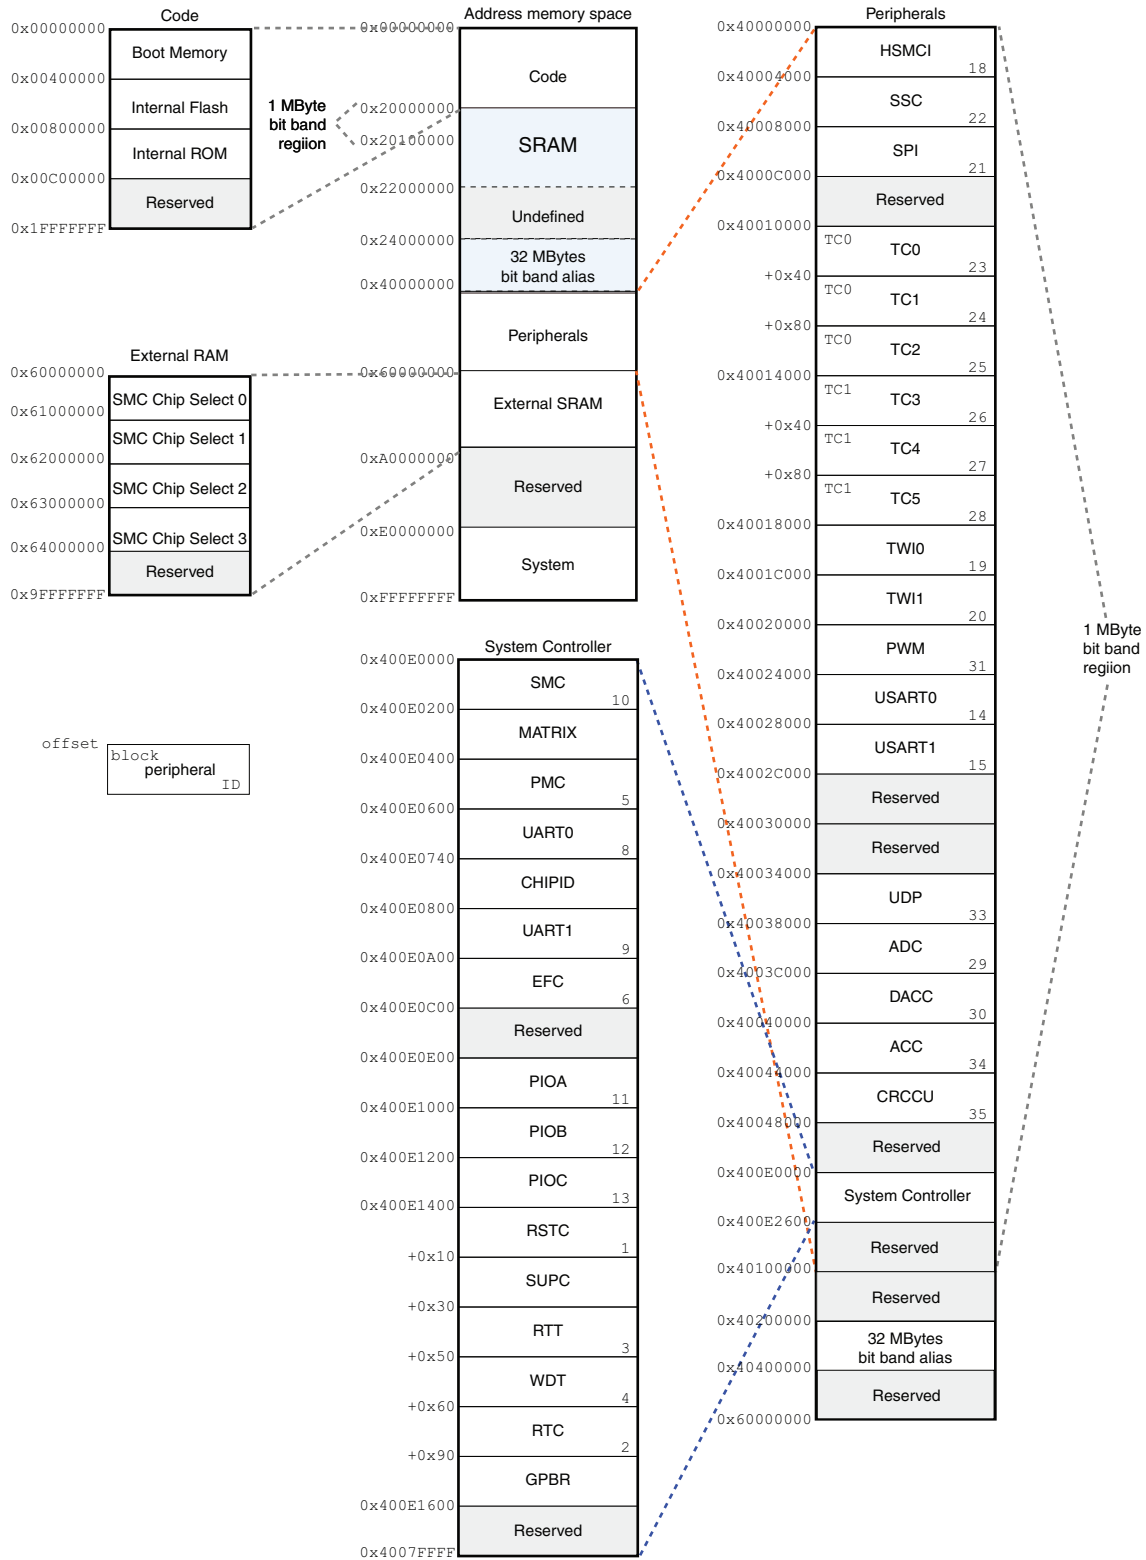 Code
0x00000000
Boot Memory
0x00400000
Internal Flash
0x00800000
Internal ROM
0x00C00000
Reserved
0x1FFFFFFF
1 MByte
bit band
regiion
External RAM
0x60000000
SMC Chip Select 0
0x61000000
SMC Chip Select 1
0x62000000
SMC Chip Select 2
0x63000000
SMC Chip Select 3
0x64000000
Reserved
0x9FFFFFFF
offset
block
peripheral
ID
Address memory space
0x00000000
Code
0x20000000
SRAM
0x20100000
0x22000000
Undefined
0x24000000
32 MBytes
bit band alias
0x40000000
Peripherals
0x60000000
External SRAM
0xA0000000
Reserved
0xE0000000
System
0xFFFFFFFF
System Controller
0x400E0000
SMC
10
0x400E0200
MATRIX
0x400E0400
PMC
5
0x400E0600
UART0
8
0x400E0740
CHIPID
0x400E0800
UART1
9
0x400E0A00
EFC
6
0x400E0C00
Reserved
0x400E0E00
PIOA
11
0x400E1000
PIOB
12
0x400E1200
PIOC
13
0x400E1400
RSTC
1
+0x10
SUPC
+0x30
RTT
3
+0x50
WDT
4
+0x60
RTC
2
+0x90
GPBR
0x400E1600
Reserved
0x4007FFFF
Peripherals
0x40000000
HSMCI
18
0x40004000
SSC
22
0x40008000
SPI
21
0x4000C000
Reserved
0x40010000
TC0
TC0
23
+0x40
TC0
TC1
24
+0x80
TC0
TC2
25
0x40014000
TC1
TC3
26
+0x40
TC1
TC4
27
+0x80
TC1
TC5
28
0x40018000
TWI0
19
0x4001C000
TWI1
20
0x40020000
PWM
31
0x40024000
USART0
14
0x40028000
USART1
15
0x4002C000
Reserved
0x40030000
Reserved
0x40034000
UDP
33
0x40038000
ADC
29
0x4003C000
DACC
30
0x40040000
ACC
34
0x40044000
CRCCU
35
0x40048000
Reserved
0x400E0000
System Controller
0x400E2600
Reserved
0x40100000
Reserved
0x40200000
32 MBytes
bit band alias
0x40400000
Reserved
0x60000000
1 MByte
bit band
regiion